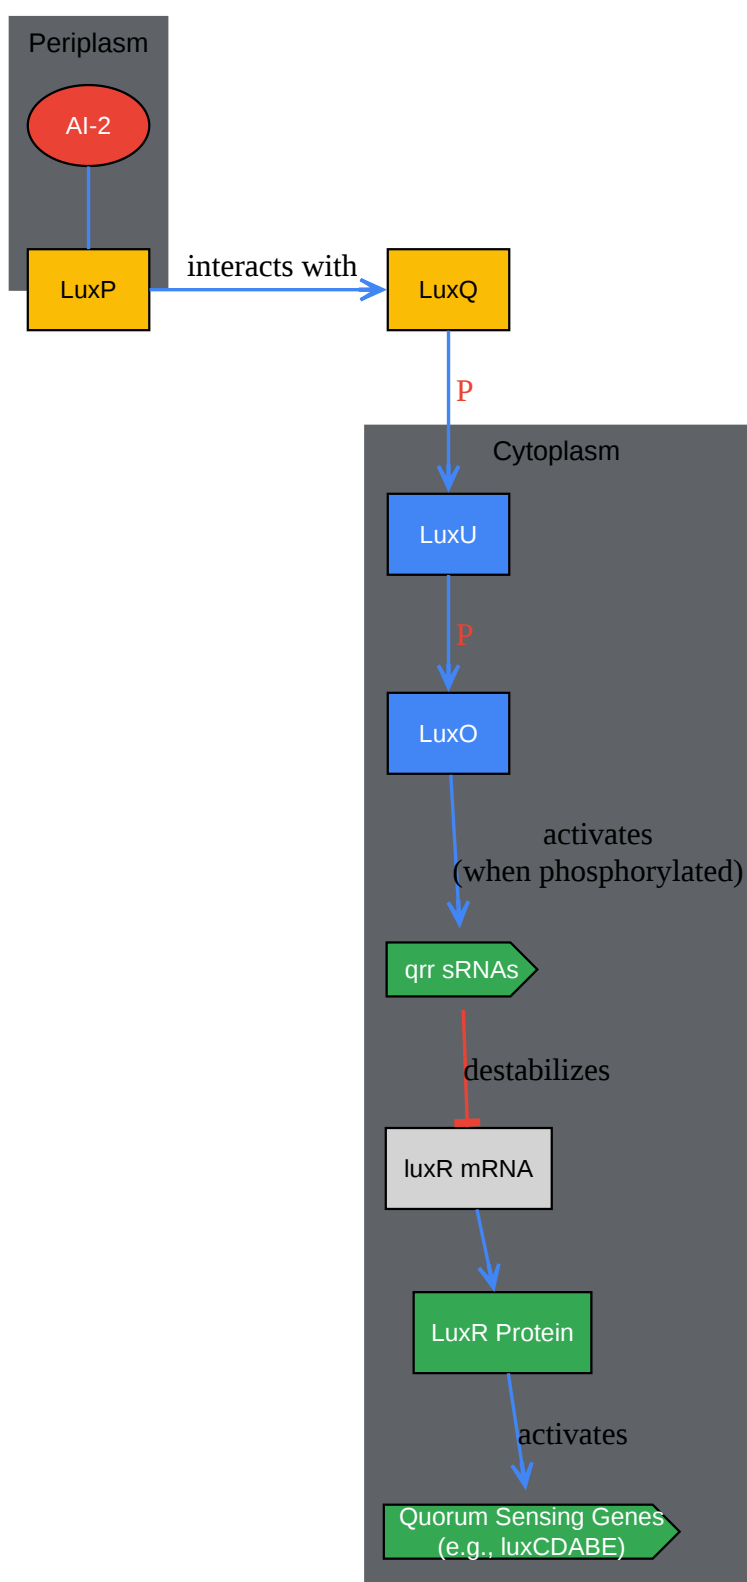 Periplasm
AI-2
LuxP
interacts with
LuxQ
P
Cytoplasm
LuxU
P
LuxO
activates
(when phosphorylated)
qrr sRNAs
destabilizes
luxR mRNA
LuxR Protein
activates
Quorum Sensing Genes
(e.g., luxCDABE)